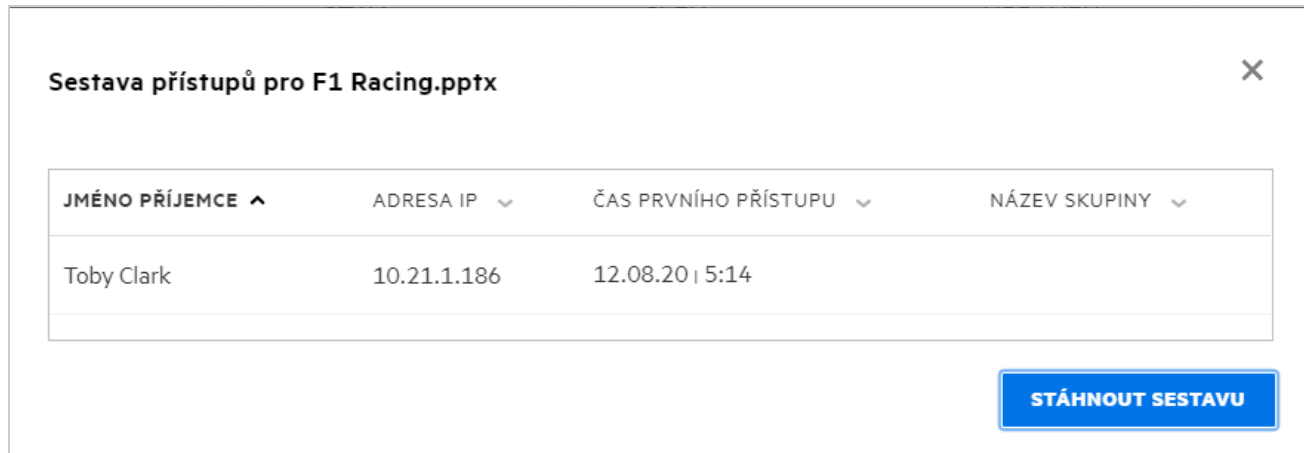 Sestava přístupů pro F1 Racing.pptx
JMÉNO PŘÍJEMCE ADRESA IP ČAS PRVNÍHO PŘÍSTUPU NÁZEV SKUPINY
Toby Clark 10.21.1.186 12.08.20 | 5:14
STÁHNOUT SESTAVU